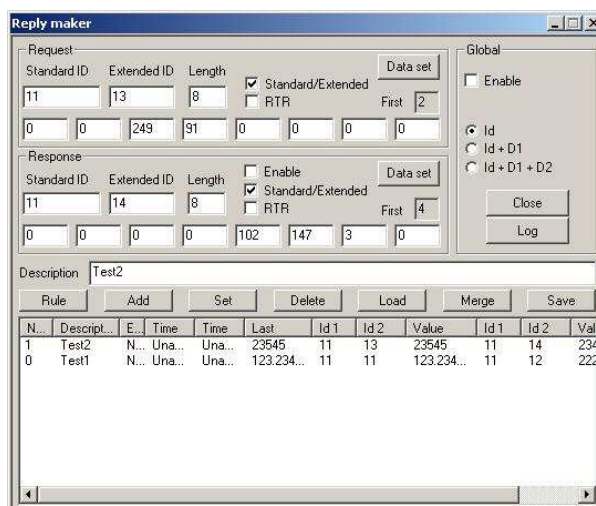 Reply maker
Request
Standard ID Extended ID Length
11 13 8
Standard/Extended
RTR
Data set
First 2
0 0 249 91 0 0 0 0
Response
Standard ID Extended ID Length
11 14 8
Enable
Standard/Extended
RTR
Data set
First 4
0 0 0 0 102 147 3 0
Global
Enable
Id
Id + D1
Id + D1 + D2
Close
Log
Description Test2
Rule Add Set Delete Load Merge Save
N... Descript... E... Time Time Last Id 1 Id 2 Value Id 1 Id 2 Val
1 Test2 N... Una... Una... 23545 11 13 23545 11 14 234
0 Test1 N... Una... Una... 123.234... 11 11 123.234... 11 12 222